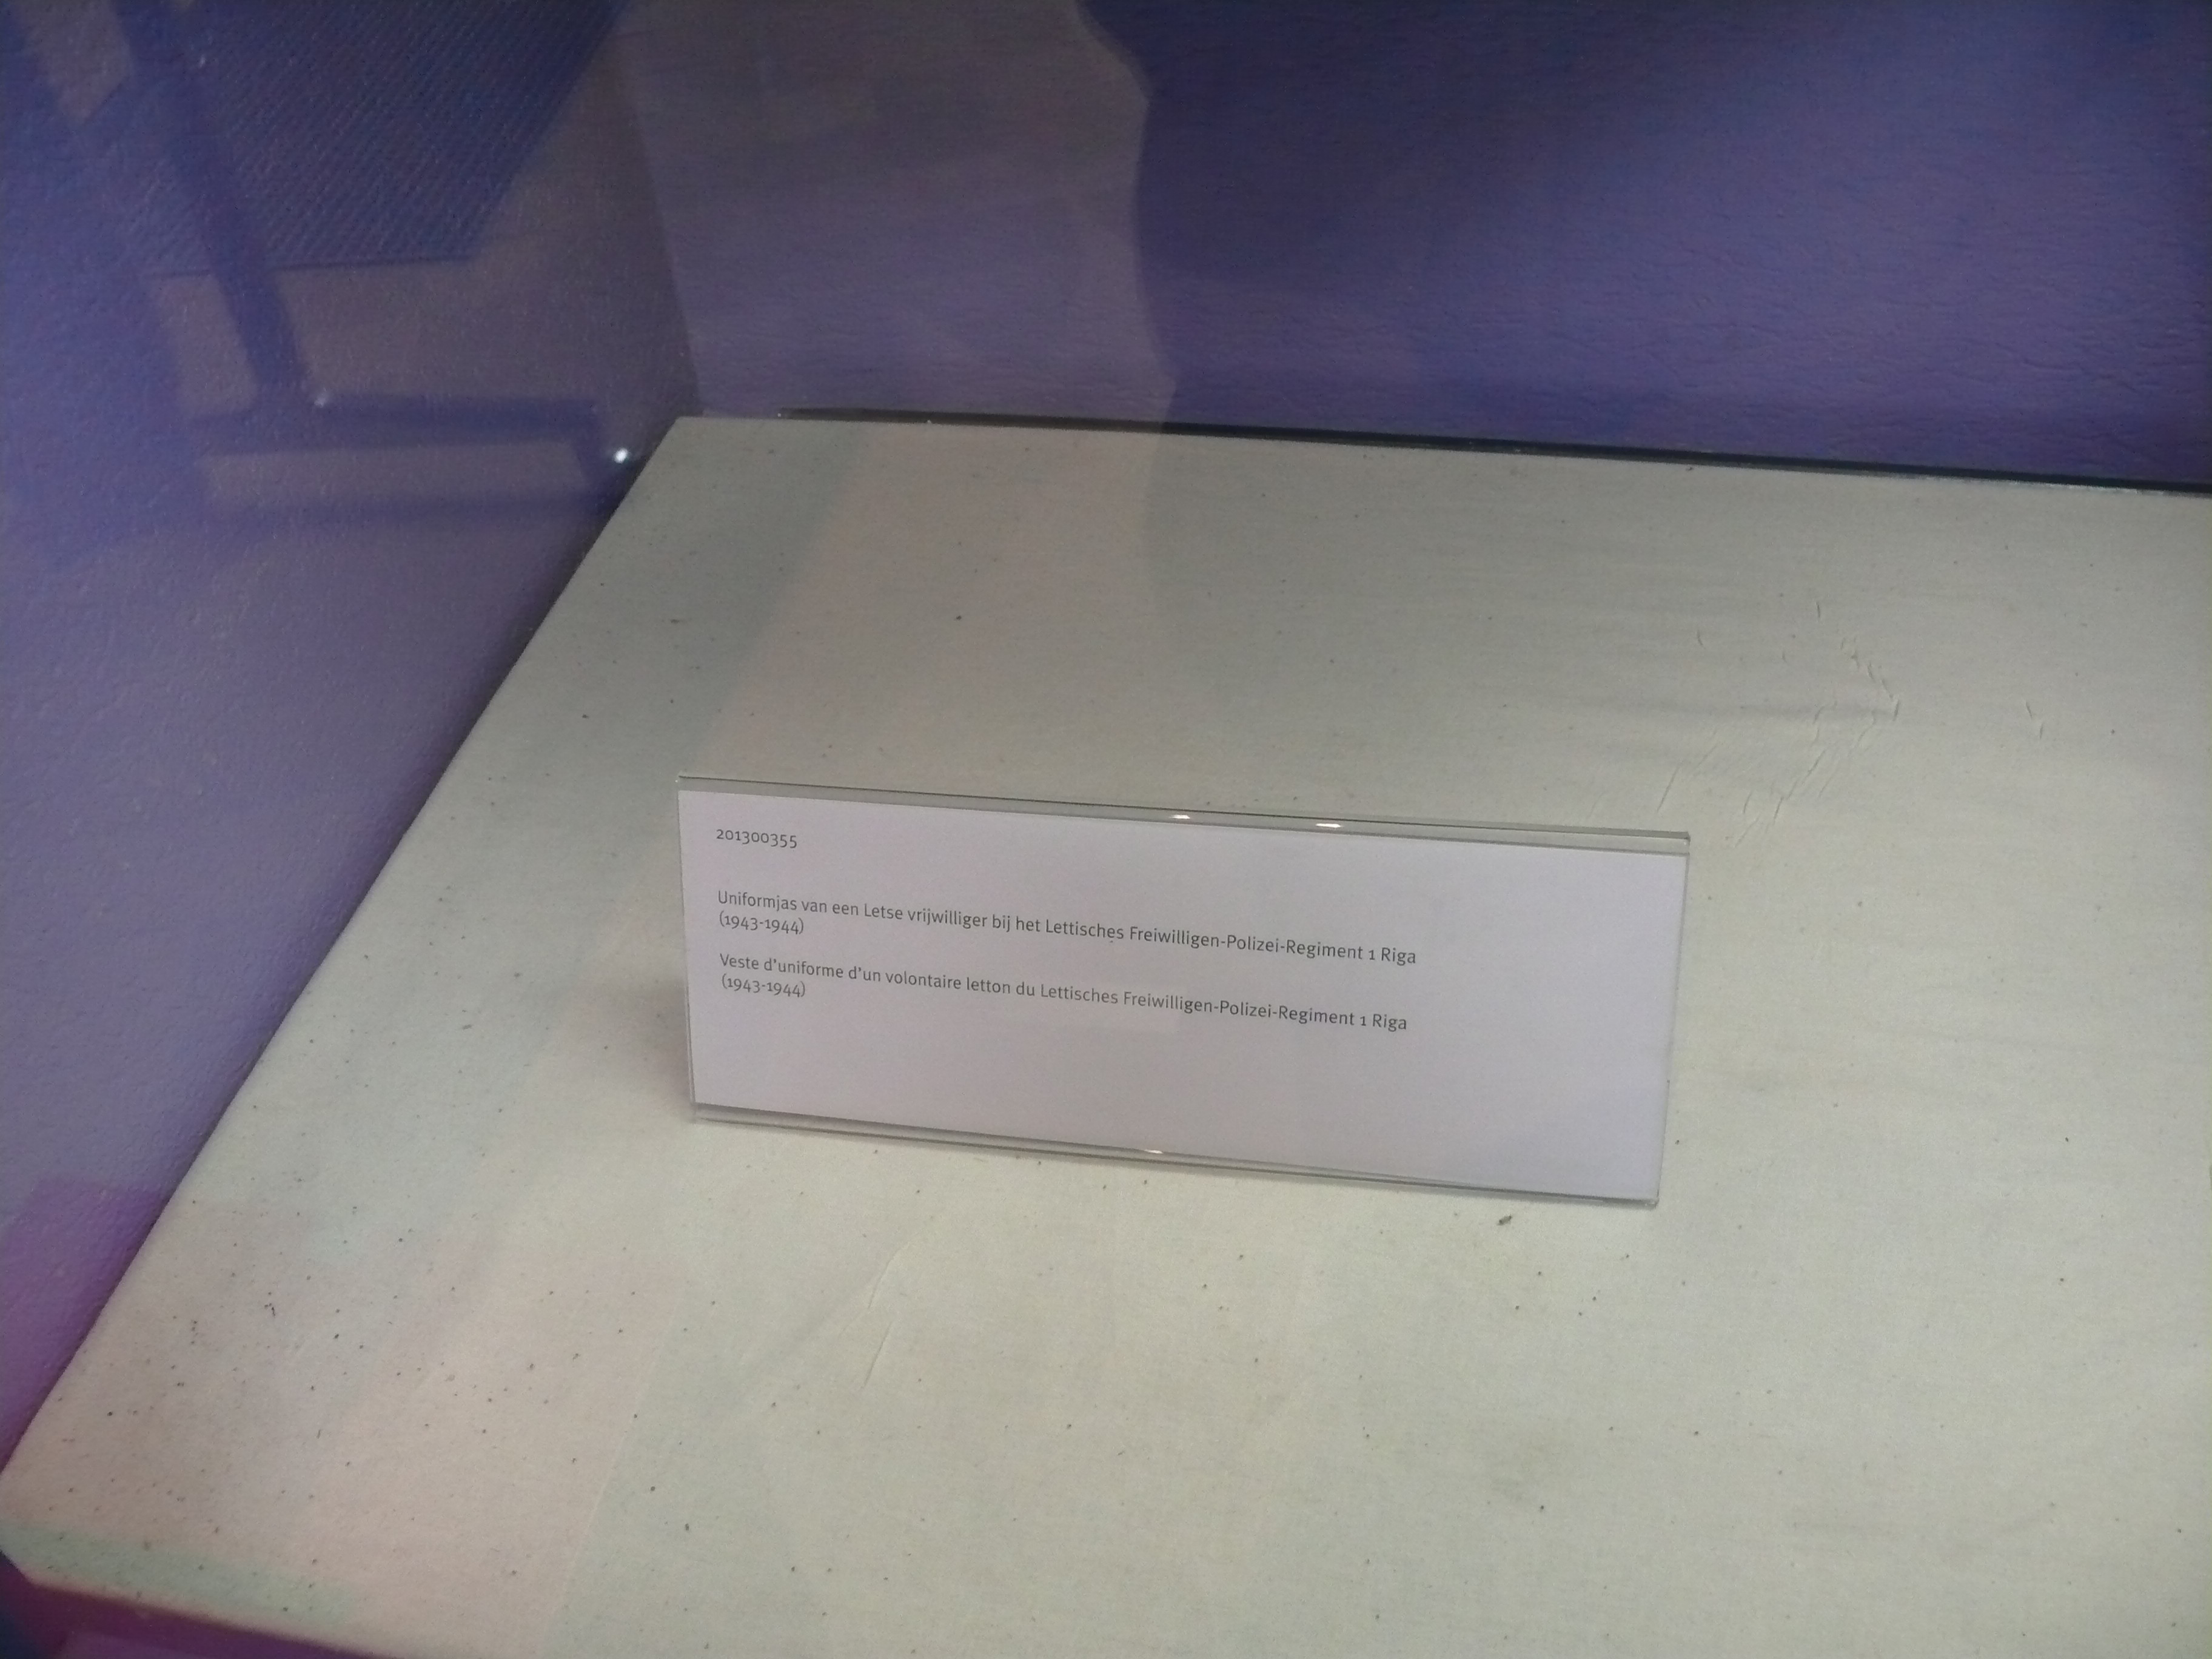 201300355
Uniformjas van een Letse vrijwilliger bij het Lettisches Freiwilligen-Polizei-Regiment 1 Riga
(1943-1944)
Veste d'uniforme d'un volontaire letton du Lettisches Freiwilligen-Polizei-Regiment 1 Riga
(1943-1944)